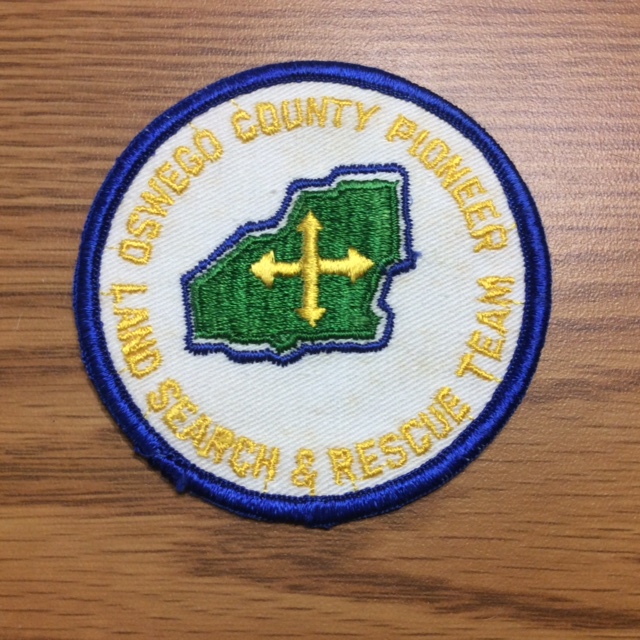 OSWEGO COUNTY PIONEER
LAND SEARCH & RESCUE TEAM